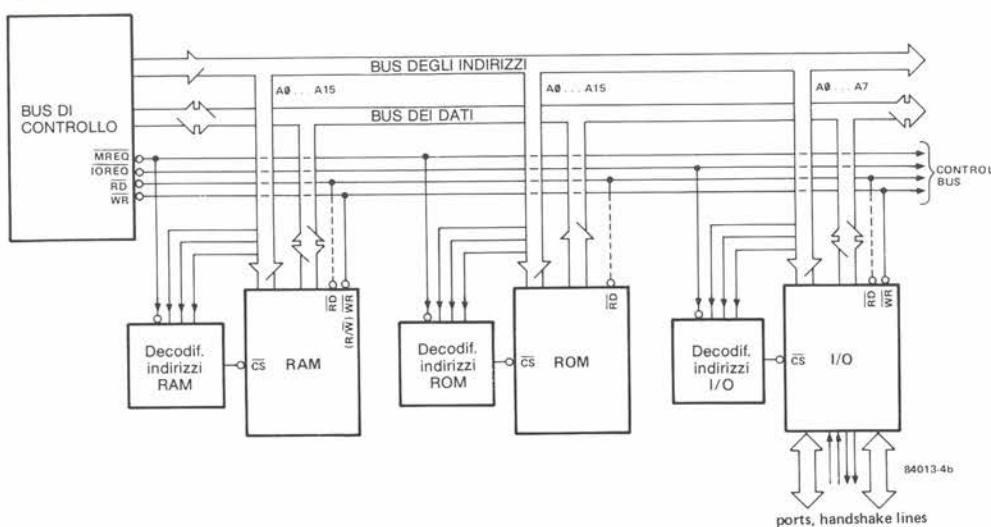 BUS DI
CONTROLLO
BUS DEGLI INDIRIZZI
A0 . . . A15
A0 . . . A15
A0 . . . A7
BUS DEI DATI
MREQ
IOREQ
RD
WR
CONTROL
BUS
RD
WR
(R/W)
RD
RD
WR
Decodif.
indirizzi
RAM
CS
RAM
Decodif.
indirizzi
ROM
CS
ROM
Decodif.
indirizzi
I/O
CS
I/O
84013-4b
ports, handshake lines